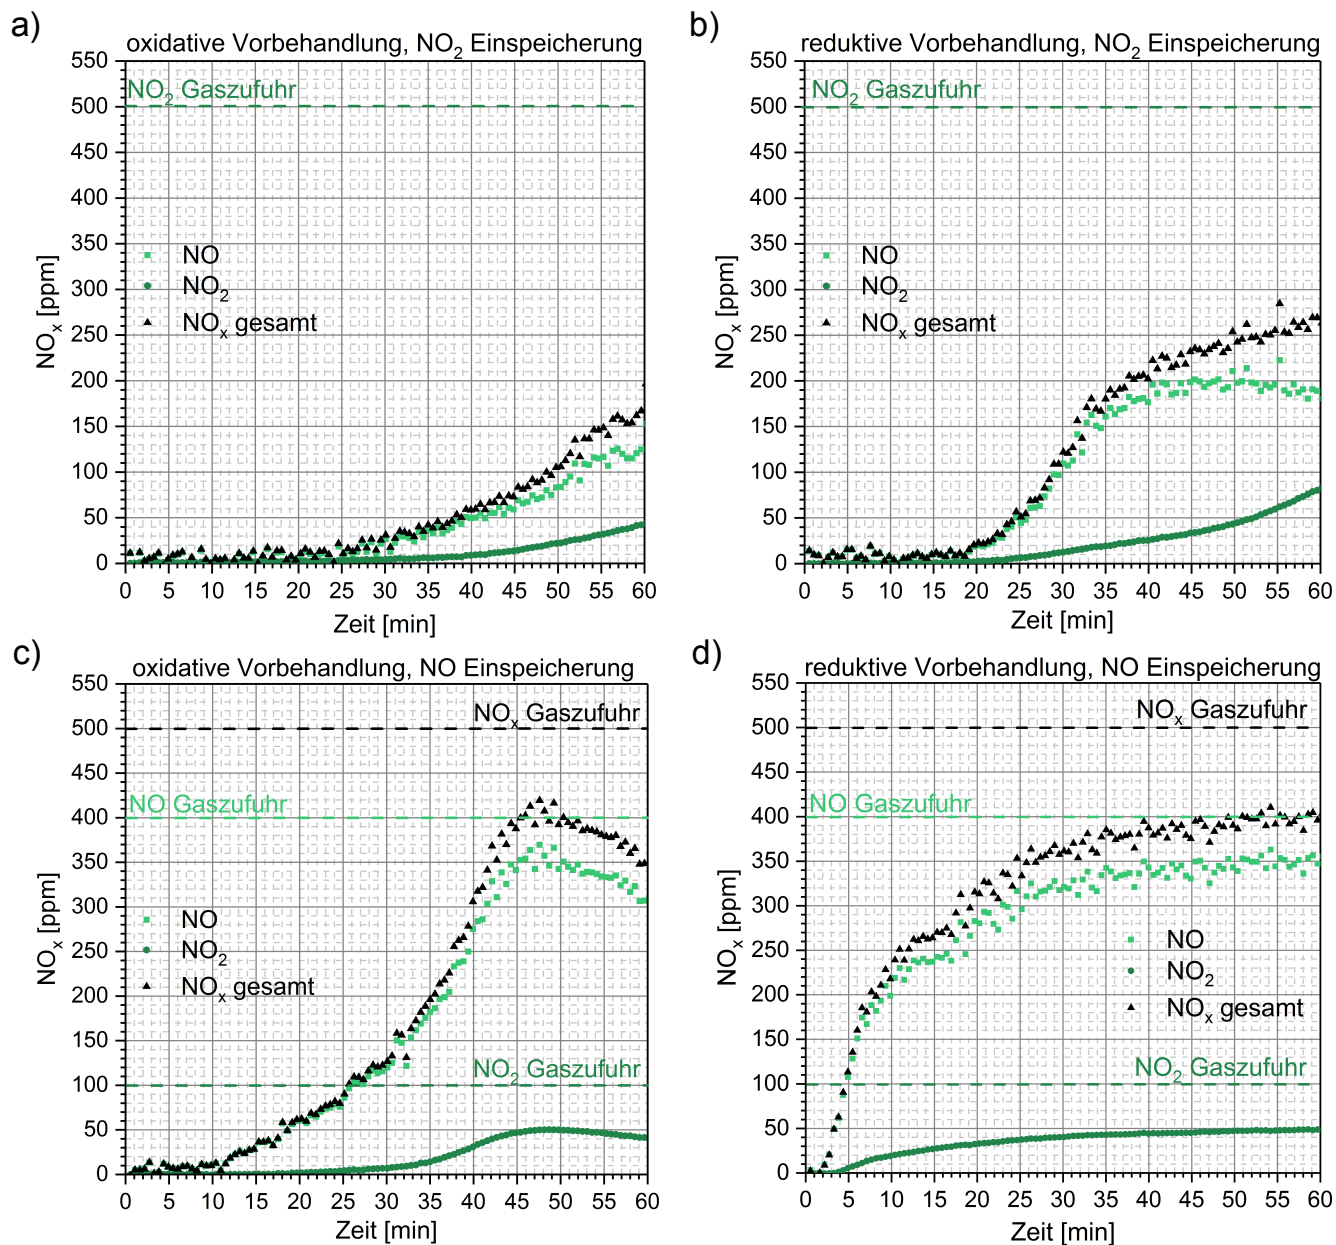 a)
oxidative Vorbehandlung, NO2 Einspeicherung
NO2 Gaszufuhr
NO
NO2
NOx gesamt
NOx [ppm]
550
500
450
400
350
300
250
200
150
100
50
0
0 5 10 15 20 25 30 35 40 45 50 55 60
Zeit [min]
b)
reduktive Vorbehandlung, NO2 Einspeicherung
NO2 Gaszufuhr
NO
NO2
NOx gesamt
NOx [ppm]
550
500
450
400
350
300
250
200
150
100
50
0
0 5 10 15 20 25 30 35 40 45 50 55 60
Zeit [min]
c)
oxidative Vorbehandlung, NO Einspeicherung
NOx Gaszufuhr
NO Gaszufuhr
NO
NO2
NOx gesamt
NO2 Gaszufuhr
NOx [ppm]
550
500
450
400
350
300
250
200
150
100
50
0
0 5 10 15 20 25 30 35 40 45 50 55 60
Zeit [min]
d)
reduktive Vorbehandlung, NO Einspeicherung
NOx Gaszufuhr
NO Gaszufuhr
NO
NO2
NOx gesamt
NO2 Gaszufuhr
NOx [ppm]
550
500
450
400
350
300
250
200
150
100
50
0
0 5 10 15 20 25 30 35 40 45 50 55 60
Zeit [min]